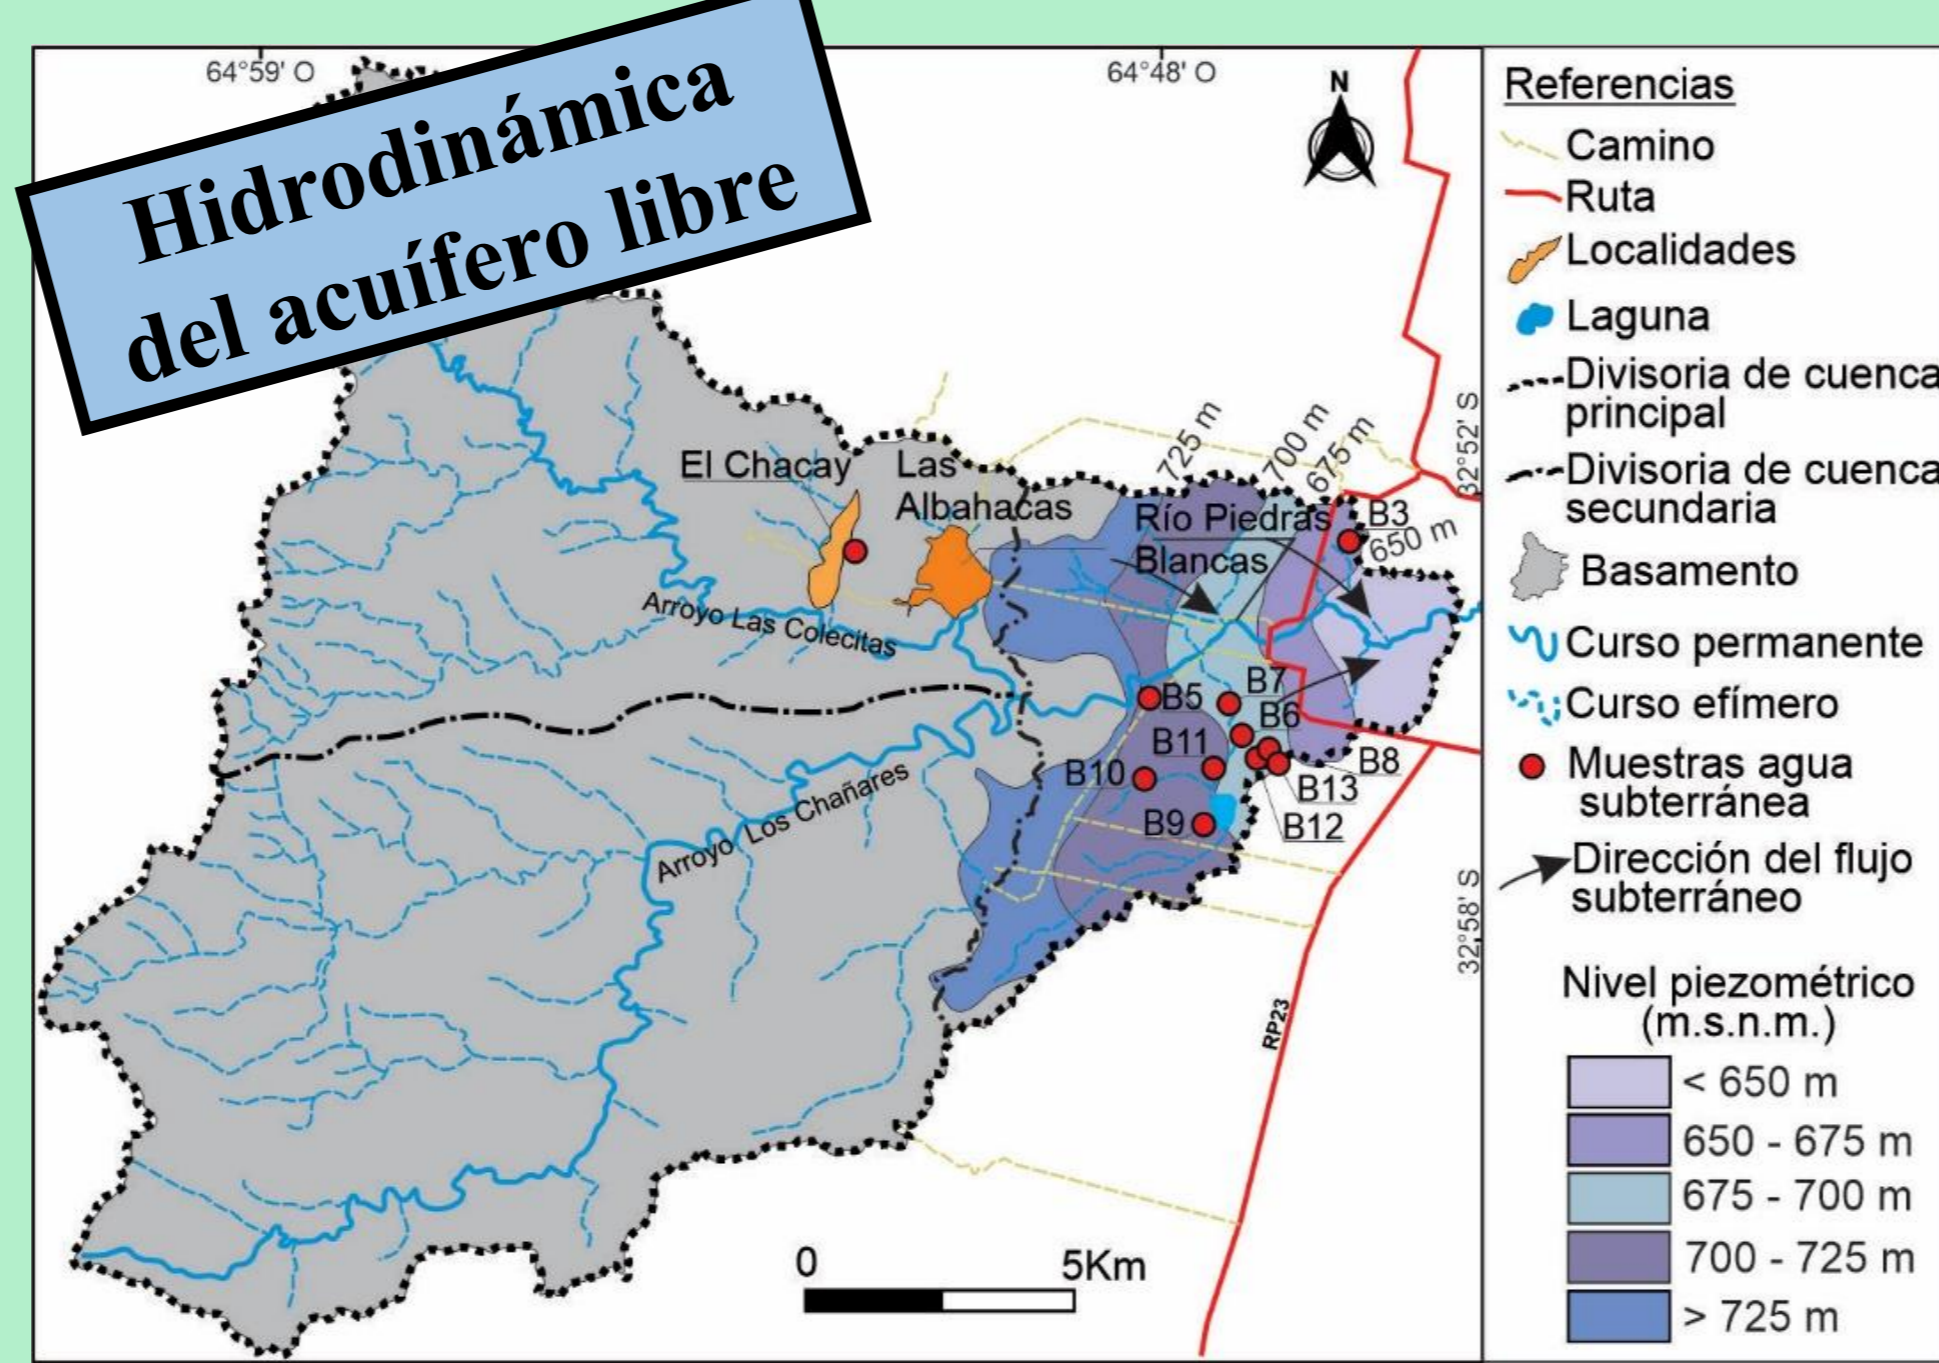 Hidrodinámica
del acuífero libre
64°59' O
64°48' O
N
El Chacay
Las
Albahacas
725 m
700 m
675 m
32°52' S
Río Piedras
Blancas
B3
650 m
Arroyo Las Colecitas
B5
B7
B6
B11
B10
B8
B13
B9
B12
Arroyo Los Chañares
32°58' S
RP23
0
5Km
Referencias
Camino
Ruta
Localidades
Laguna
Divisoria de cuenca
principal
Divisoria de cuenca
secundaria
Basamento
Curso permanente
Curso efímero
Muestras agua
subterránea
Dirección del flujo
subterráneo
Nivel piezométrico
(m.s.n.m.)
< 650 m
650 - 675 m
675 - 700 m
700 - 725 m
> 725 m